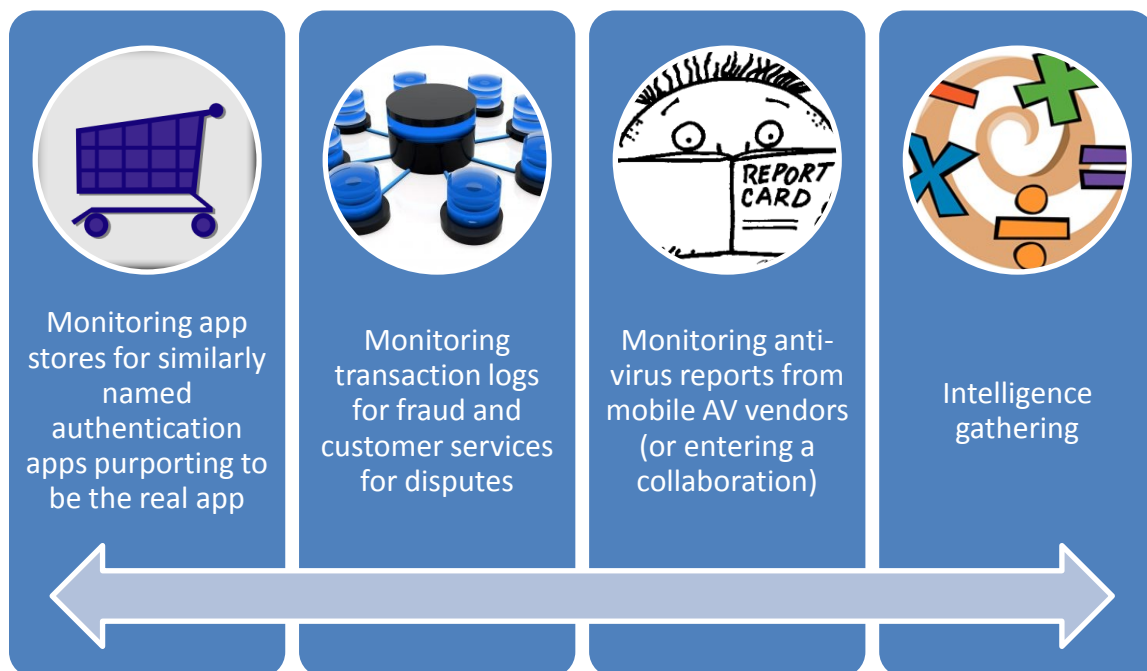 Monitoring app
stores for similarly
named
authentication
apps purporting to
be the real app
Monitoring
transaction logs
for fraud and
customer services
for disputes
REPORT
CARD
Monitoring anti-
virus reports from
mobile AV vendors
(or entering a
collaboration)
Intelligence
gathering